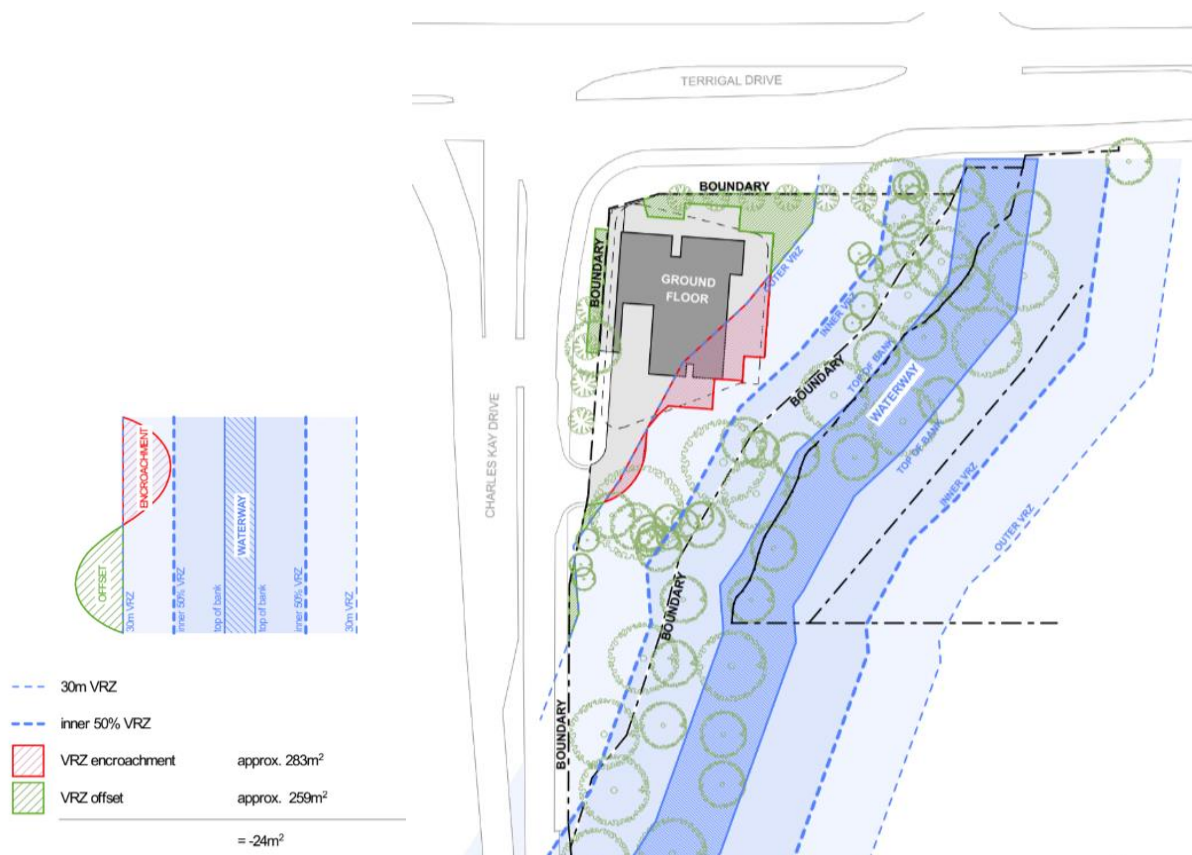 TERRIGAL DRIVE
BOUNDARY
BOUNDARY
GROUND
FLOOR
OUTER VRZ
INNER VRZ
BOUNDARY
TOP OF BANK
WATERWAY
TOP OF BANK
INNER VRZ
OUTER VRZ
CHARLES KAY DRIVE
BOUNDARY
BOUNDARY
ENCROACHMENT
OFFSET
30m VRZ
inner 50% VRZ
top of bank
WATERWAY
top of bank
inner 50% VRZ
30m VRZ
30m VRZ
inner 50% VRZ
VRZ encroachment approx. 283m²
VRZ offset approx. 259m²
= -24m²